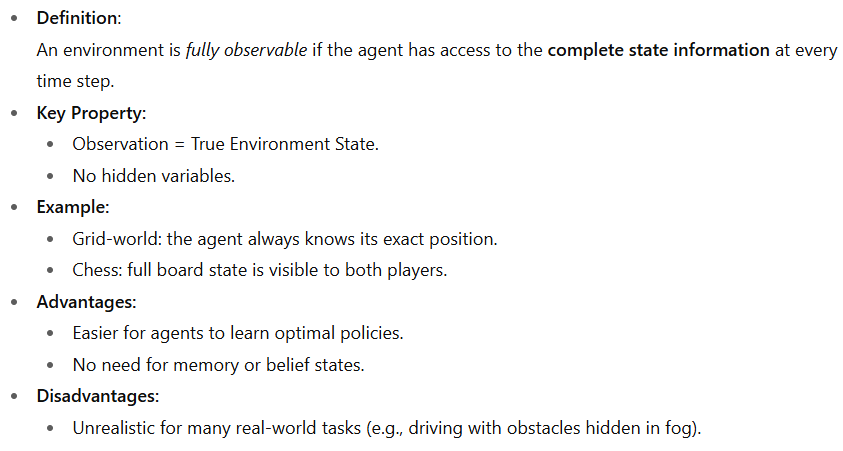 Definition:
An environment is fully observable if the agent has access to the complete state information at every
time step.
Key Property:
Observation = True Environment State.
No hidden variables.
Example:
Grid-world: the agent always knows its exact position.
Chess: full board state is visible to both players.
Advantages:
Easier for agents to learn optimal policies.
No need for memory or belief states.
Disadvantages:
Unrealistic for many real-world tasks (e.g., driving with obstacles hidden in fog).